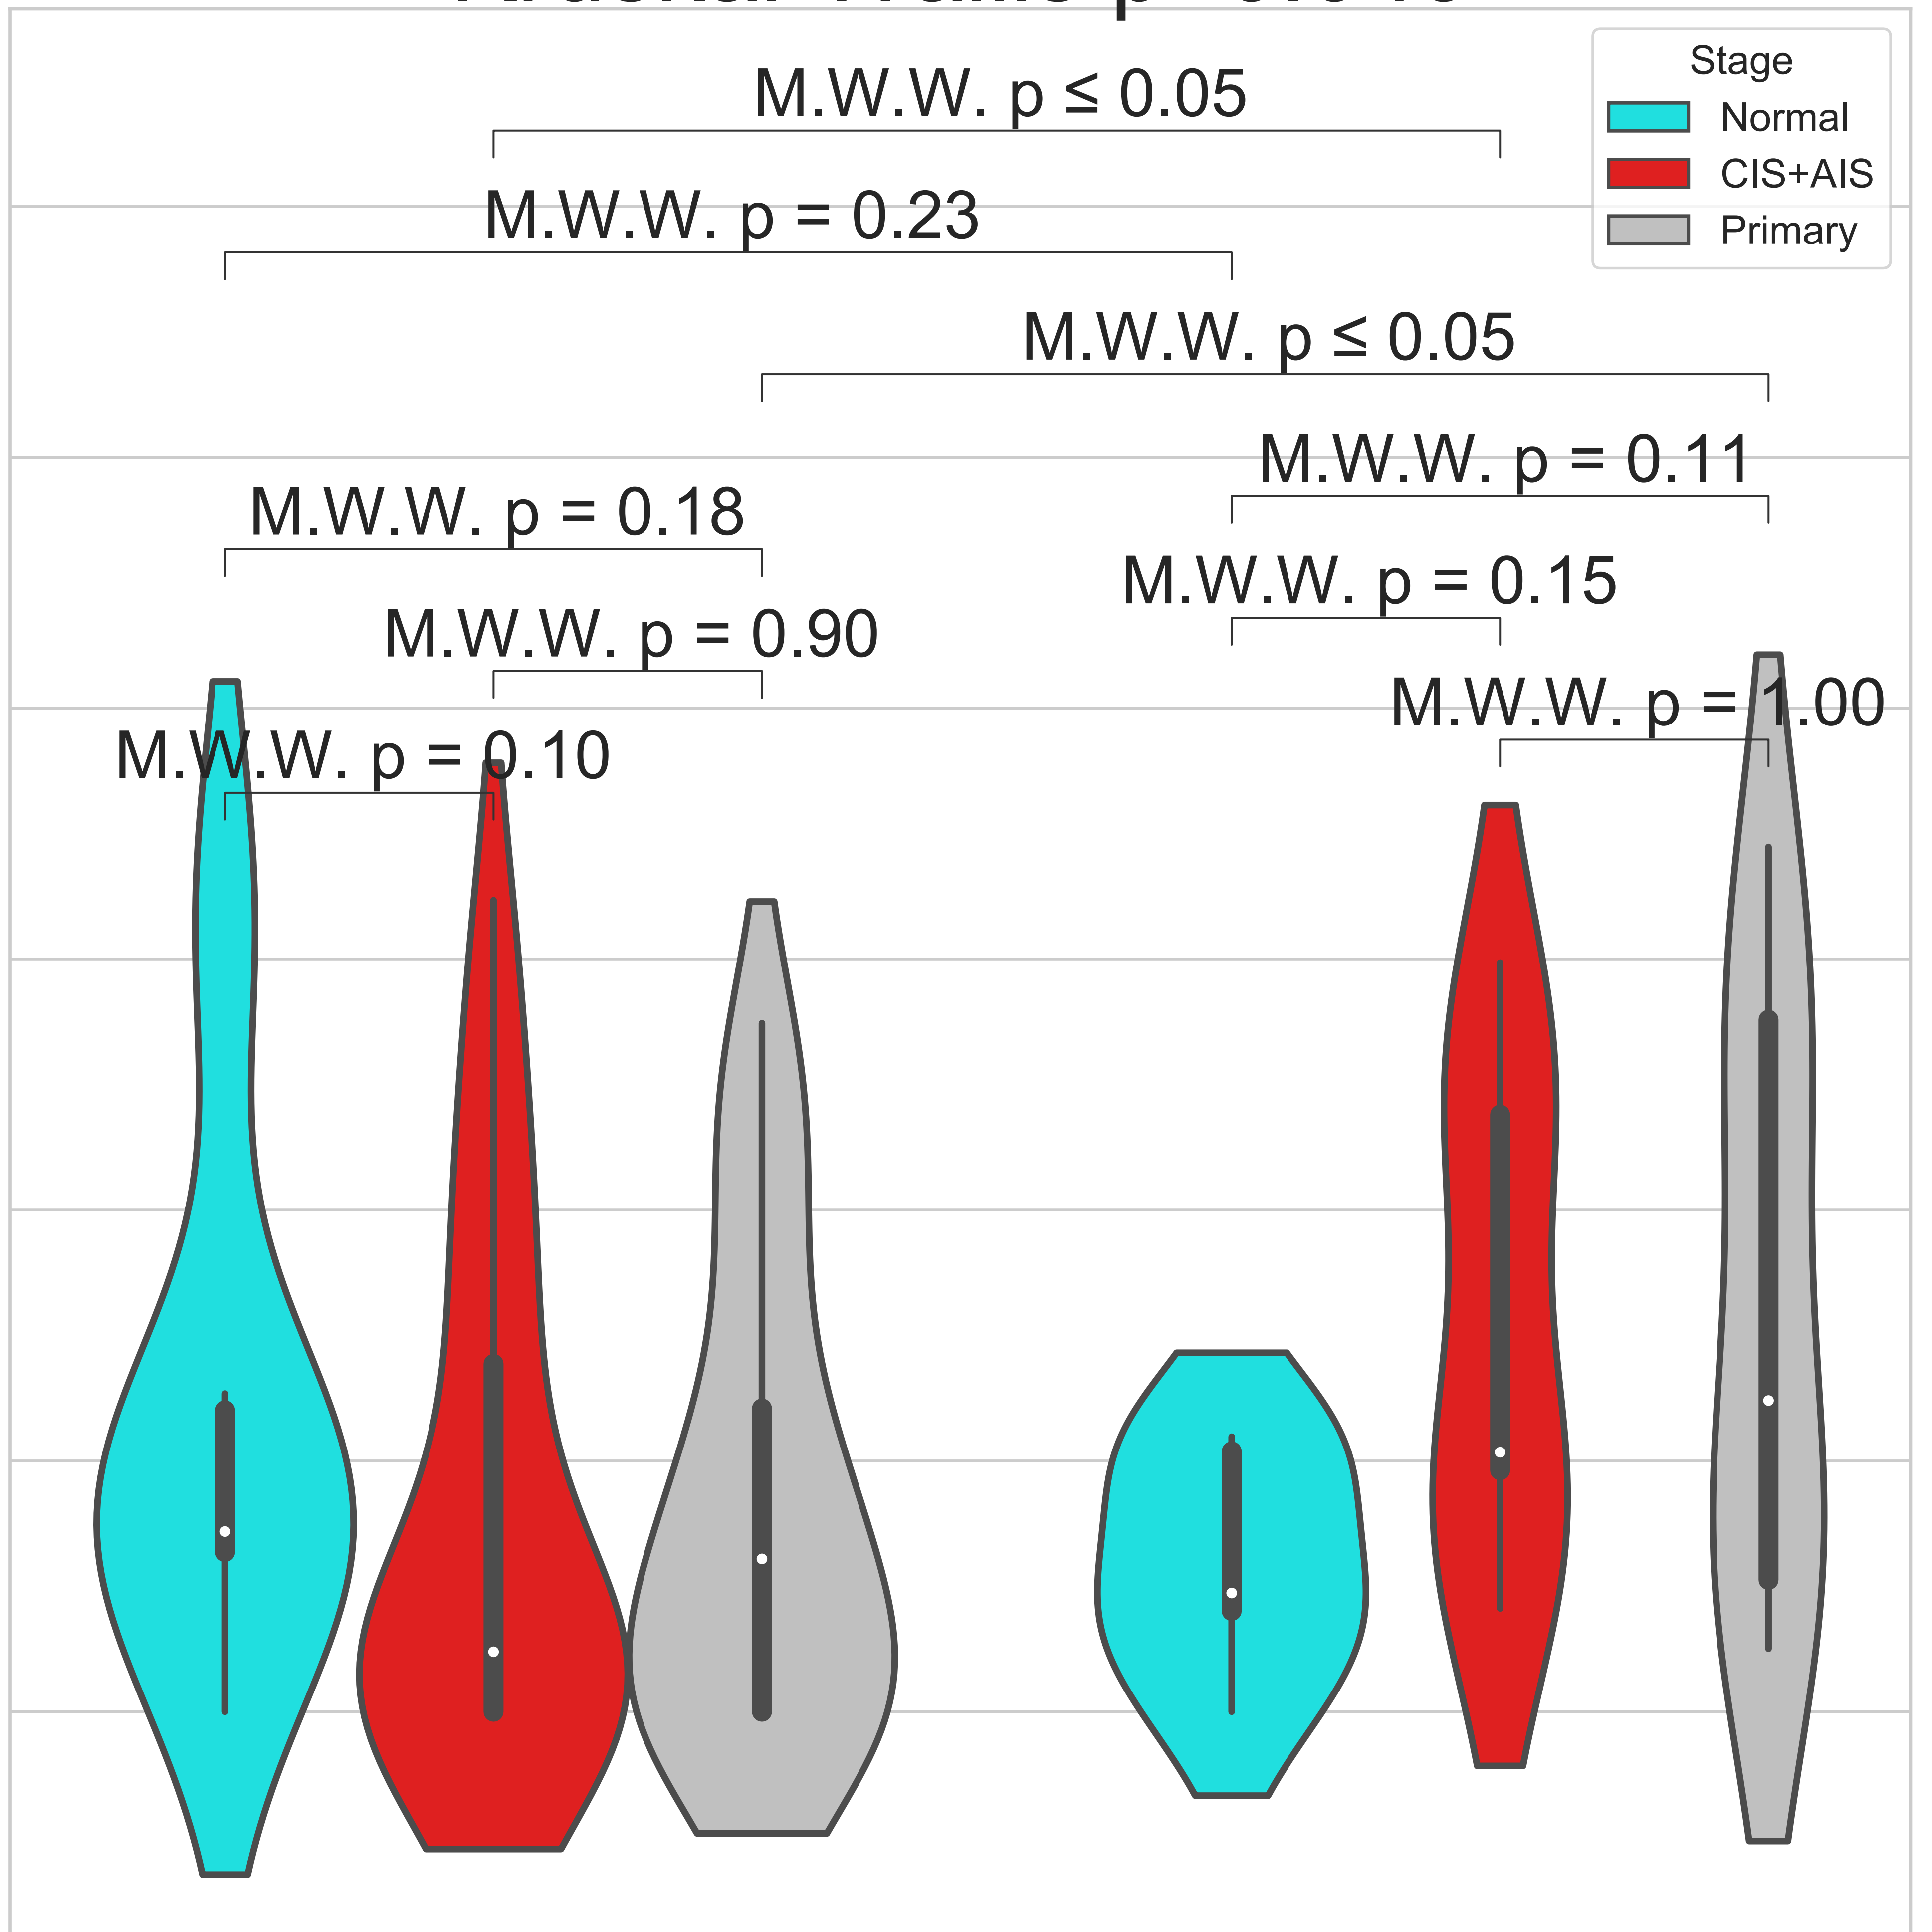 M.W.W. p ≤ 0.05
Stage
Normal
CIS+AIS
Primary
M.W.W. p = 0.23
M.W.W. p ≤ 0.05
M.W.W. p = 0.11
M.W.W. p = 0.18
M.W.W. p = 0.15
M.W.W. p = 0.90
M.W.W. p = 1.00
M.W.W. p = 0.10